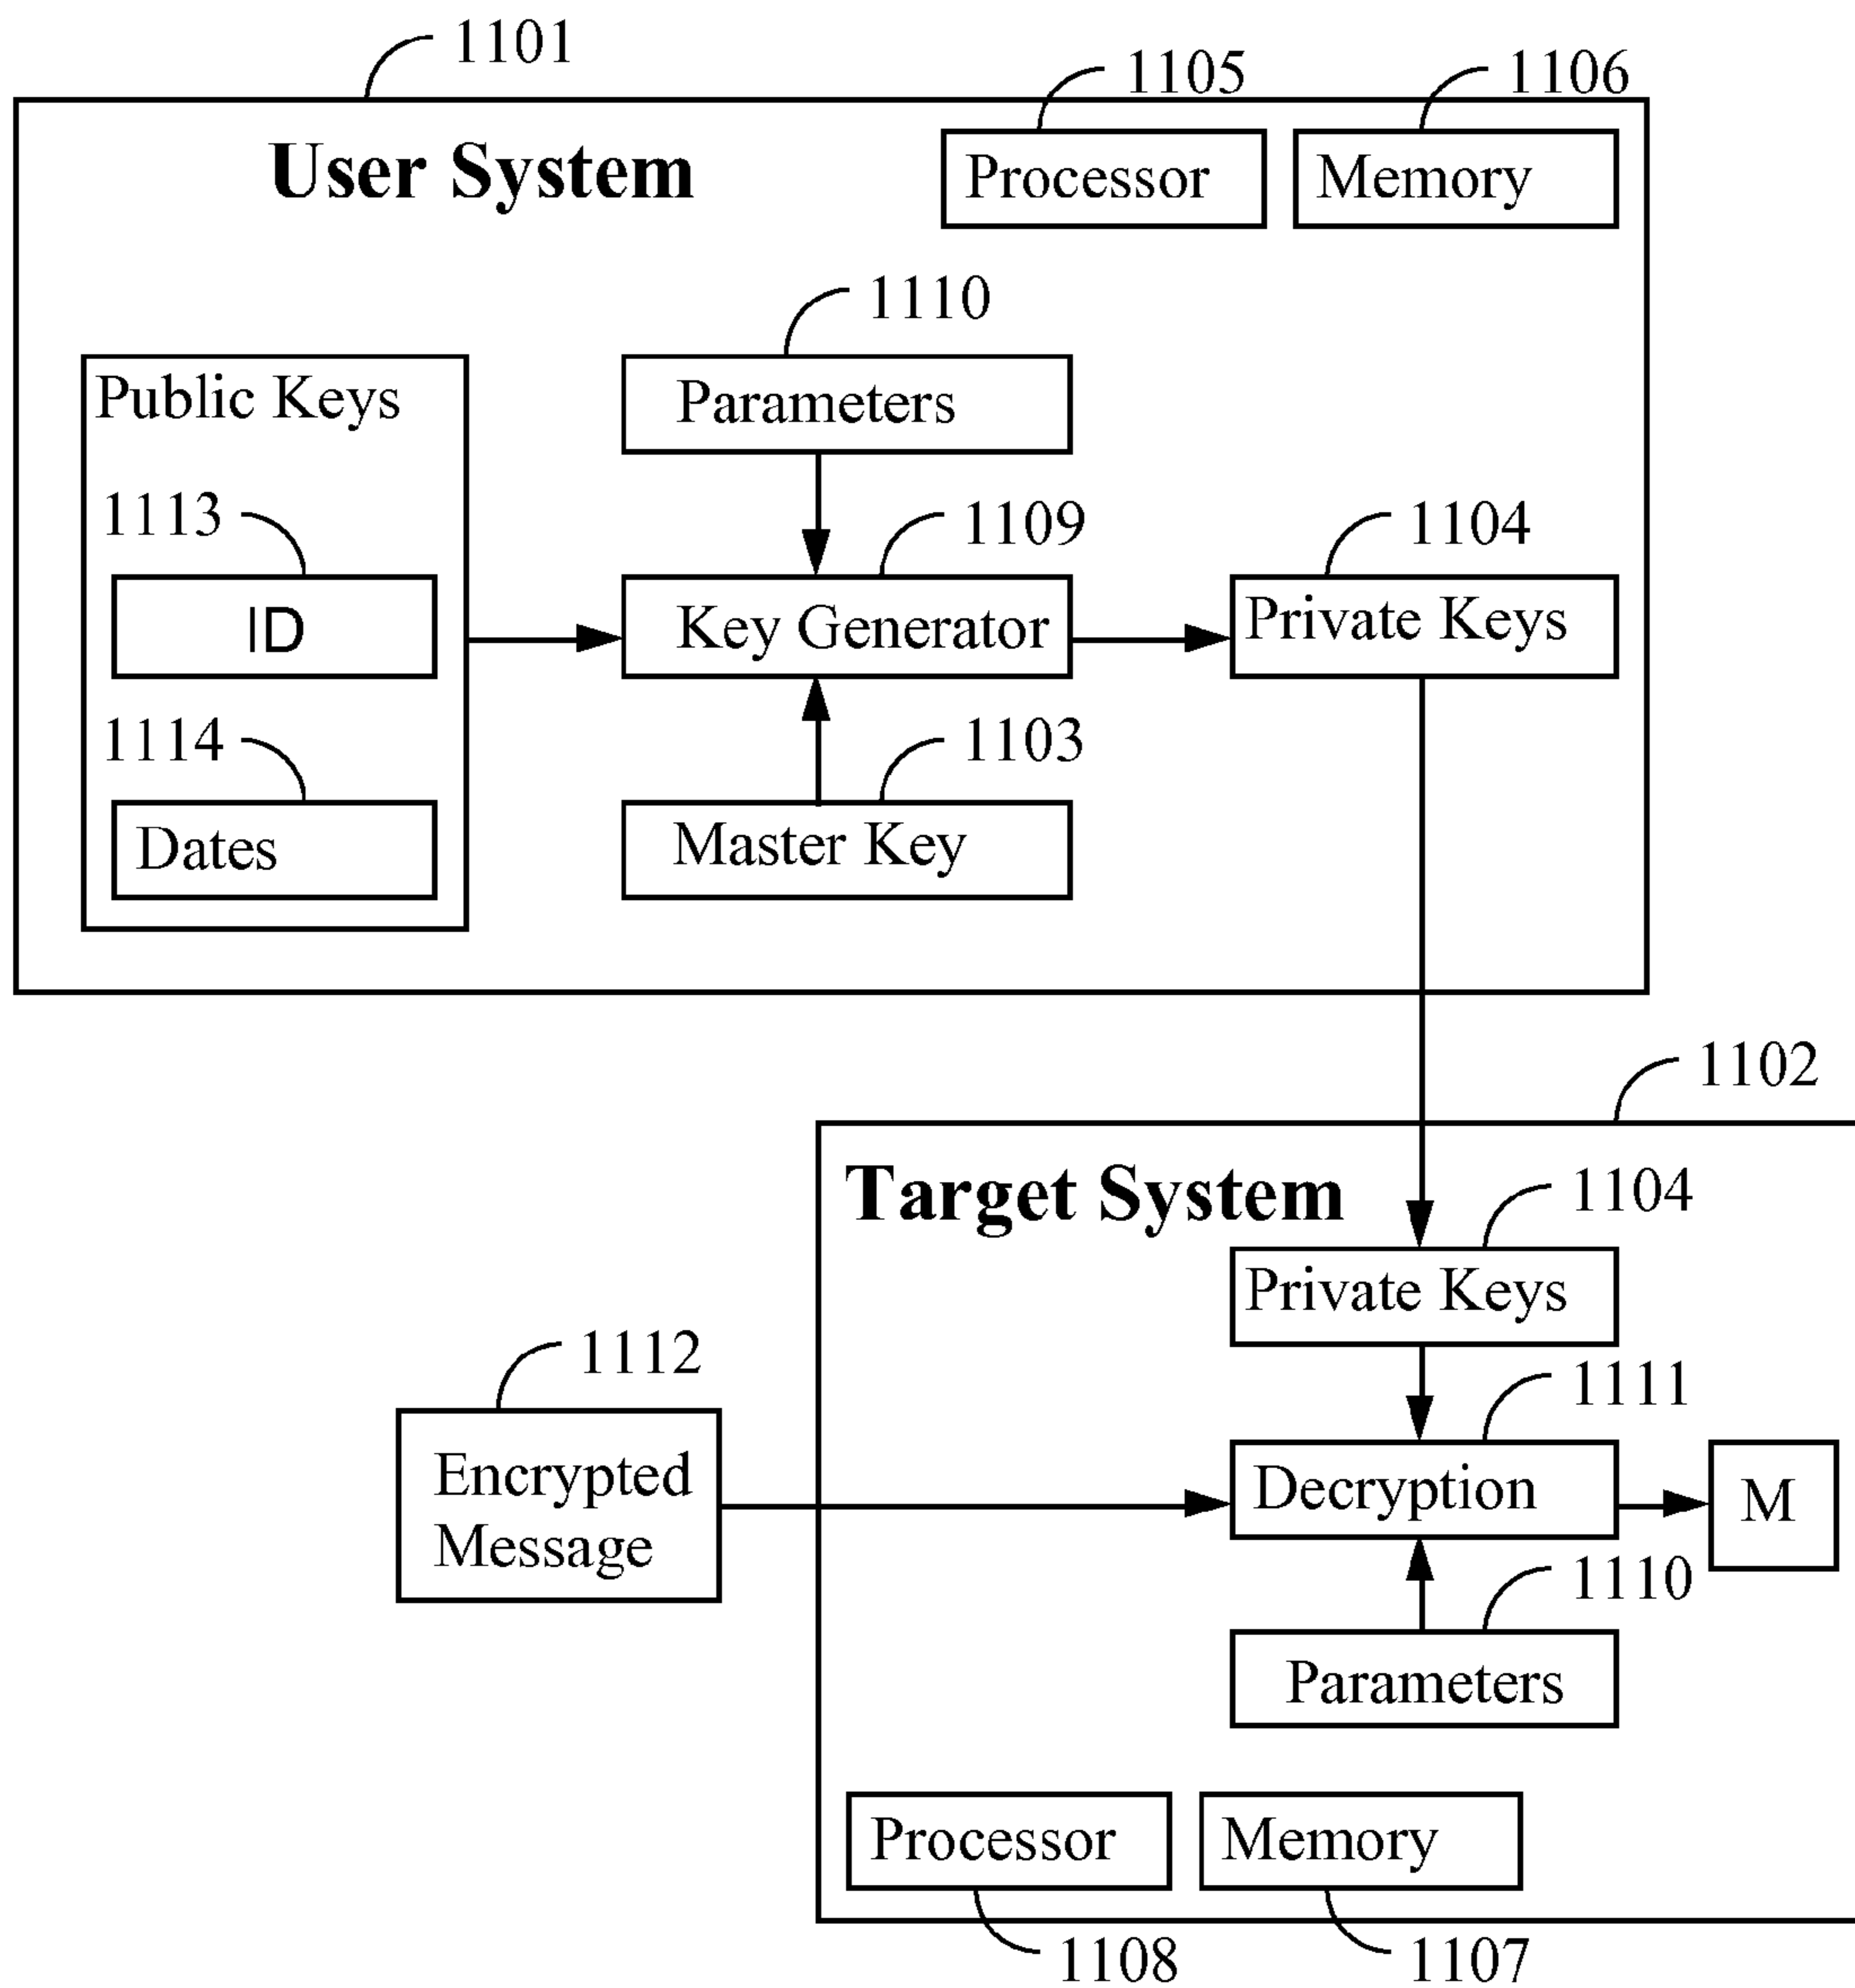 1101
1105
1106
User System
Processor
Memory
1110
Public Keys
Parameters
1113
1109
1104
ID
Key Generator
Private Keys
1114
1103
Dates
Master Key
1102
Target System
1104
Private Keys
1112
1111
Encrypted
Message
Decryption
M
1110
Parameters
Processor
Memory
1108
1107